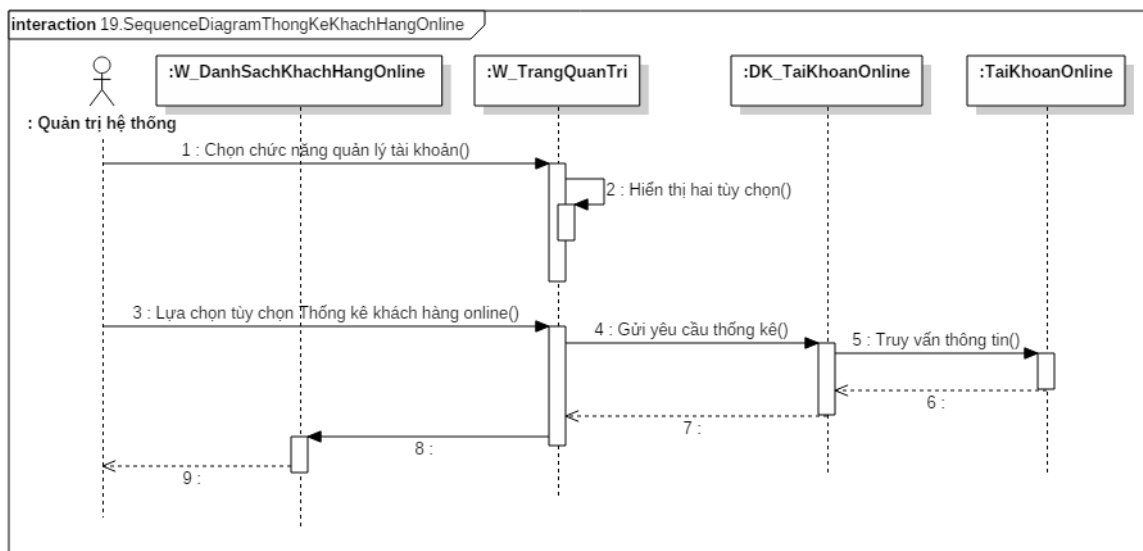 interaction 19.SequenceDiagramThongKeKhachHangOnline
:W_DanhSachKhachHangOnline
:W_TrangQuanTri
:DK_TaiKhoanOnline
:TaiKhoanOnline
: Quản trị hệ thống
1 : Chọn chức năng quản lý tài khoản()
2 : Hiển thị hai tùy chọn()
3 : Lựa chọn tùy chọn Thống kê khách hàng online()
4 : Gửi yêu cầu thống kê()
5 : Truy vấn thông tin()
6 :
7 :
8 :
9 :